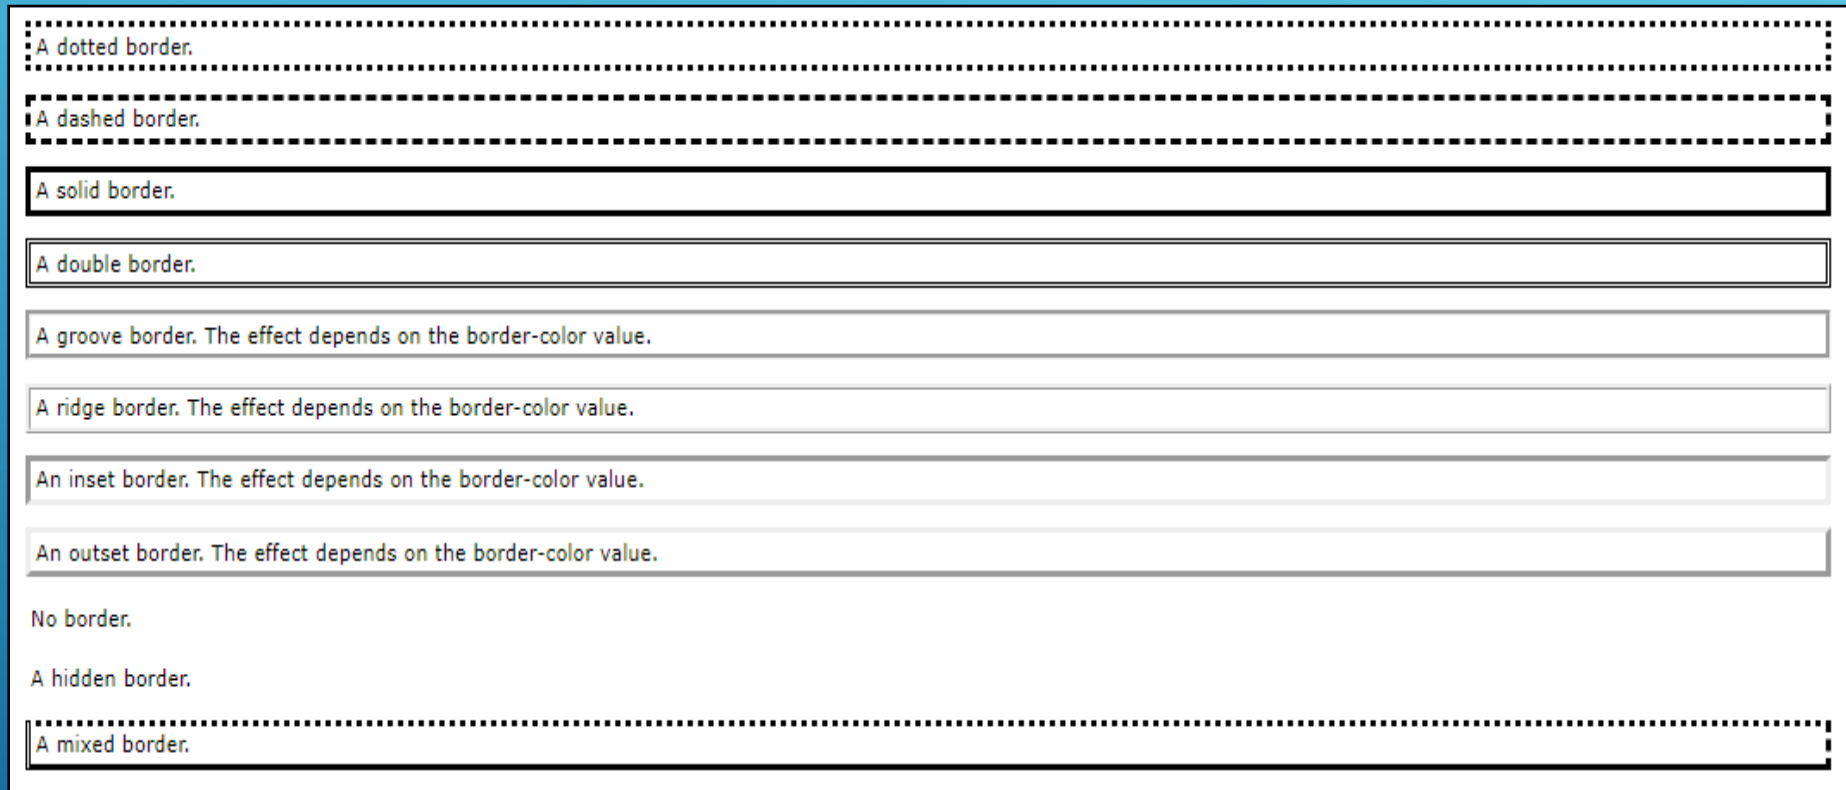 A dotted border.
A dashed border.
A solid border.
A double border.
A groove border. The effect depends on the border-color value.
A ridge border. The effect depends on the border-color value.
An inset border. The effect depends on the border-color value.
An outset border. The effect depends on the border-color value.
No border.
A hidden border.
A mixed border.